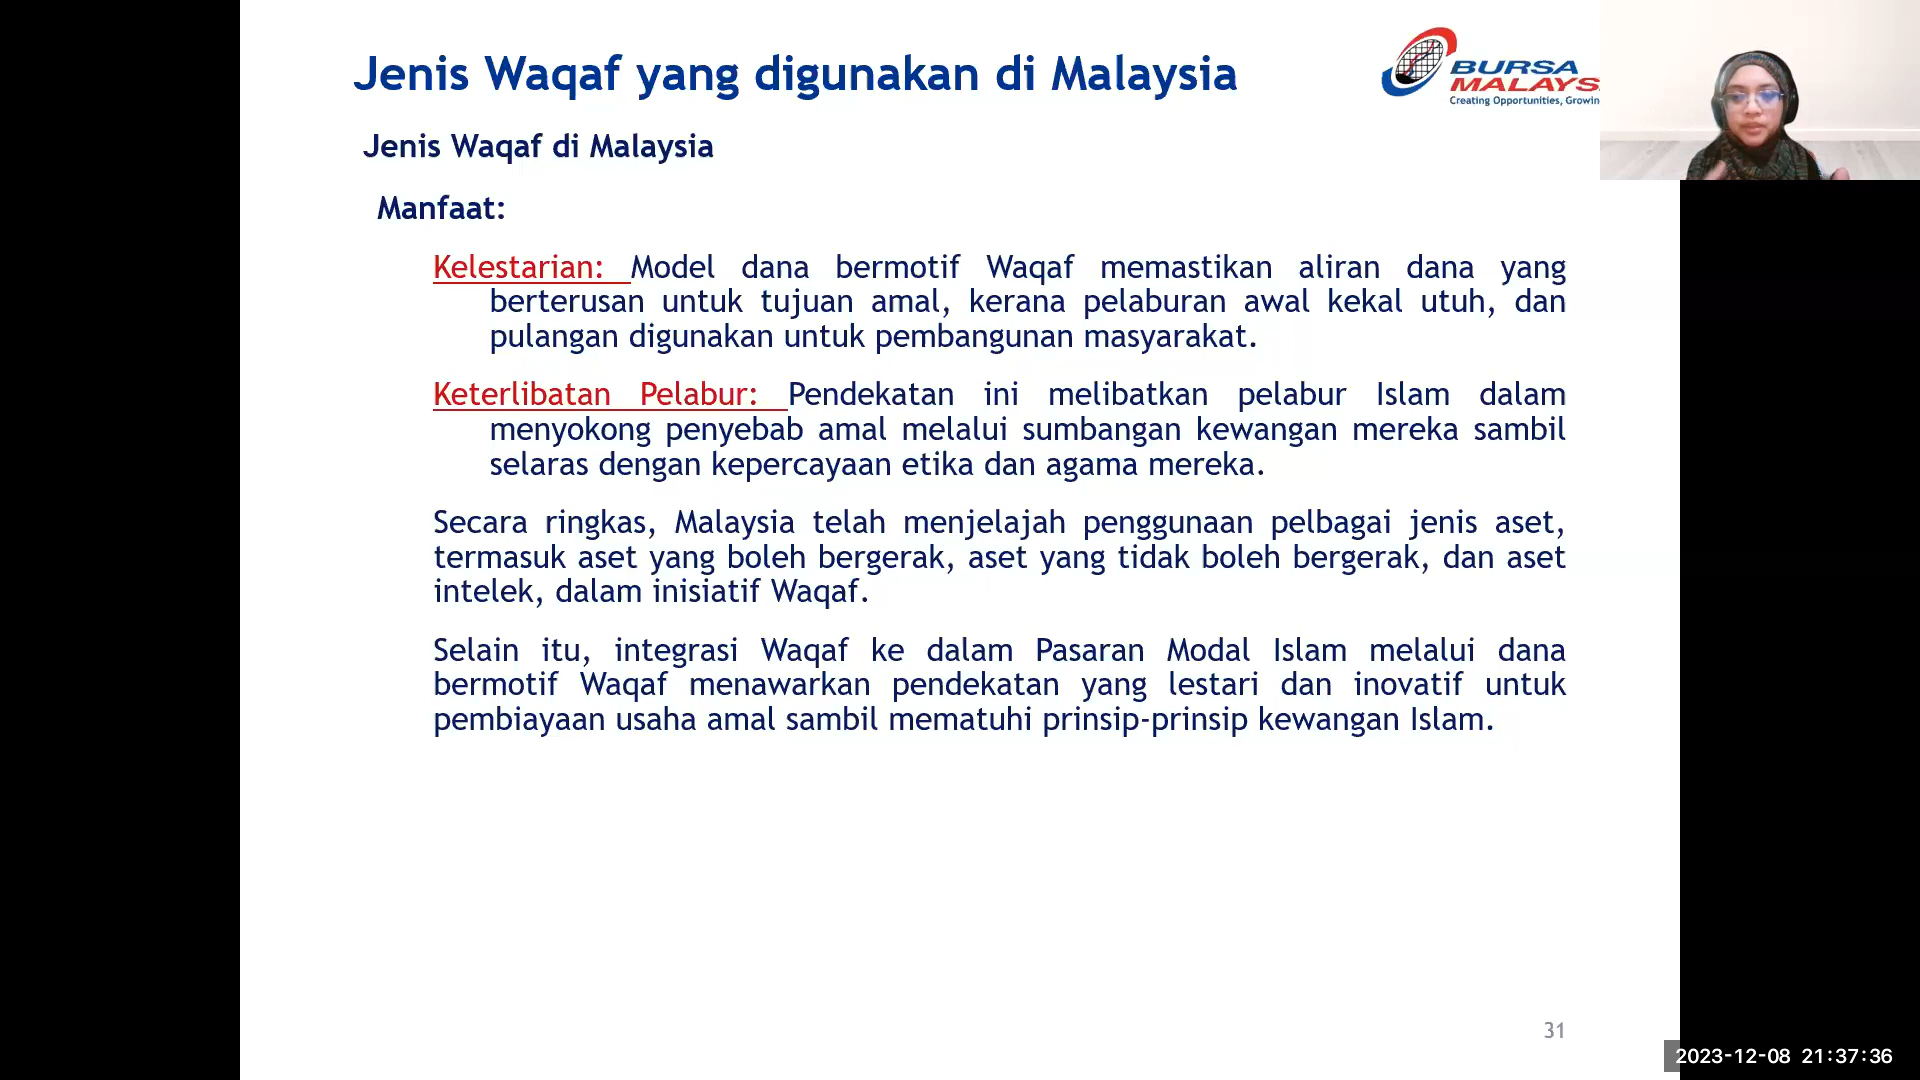 Jenis Waqaf yang digunakan di Malaysia
BURSA
MALAYS
Creating Opportunities, Growin
Jenis Waqaf di Malaysia
Manfaat:
Kelestarian: Model dana bermotif Waqaf memastikan aliran dana yang
berterusan untuk tujuan amal, kerana pelaburan awal kekal utuh, dan
pulangan digunakan untuk pembangunan masyarakat.
Keterlibatan Pelabur: Pendekatan ini melibatkan pelabur Islam dalam
menyokong penyebab amal melalui sumbangan kewangan mereka sambil
selaras dengan kepercayaan etika dan agama mereka.
Secara ringkas, Malaysia telah menjelajah penggunaan pelbagai jenis aset,
termasuk aset yang boleh bergerak, aset yang tidak boleh bergerak, dan aset
intelek, dalam inisiatif Waqaf.
Selain itu, integrasi Waqaf ke dalam Pasaran Modal Islam melalui dana
bermotif Waqaf menawarkan pendekatan yang lestari dan inovatif untuk
pembiayaan usaha amal sambil mematuhi prinsip-prinsip kewangan Islam.
31
2023-12-08 21:37:36